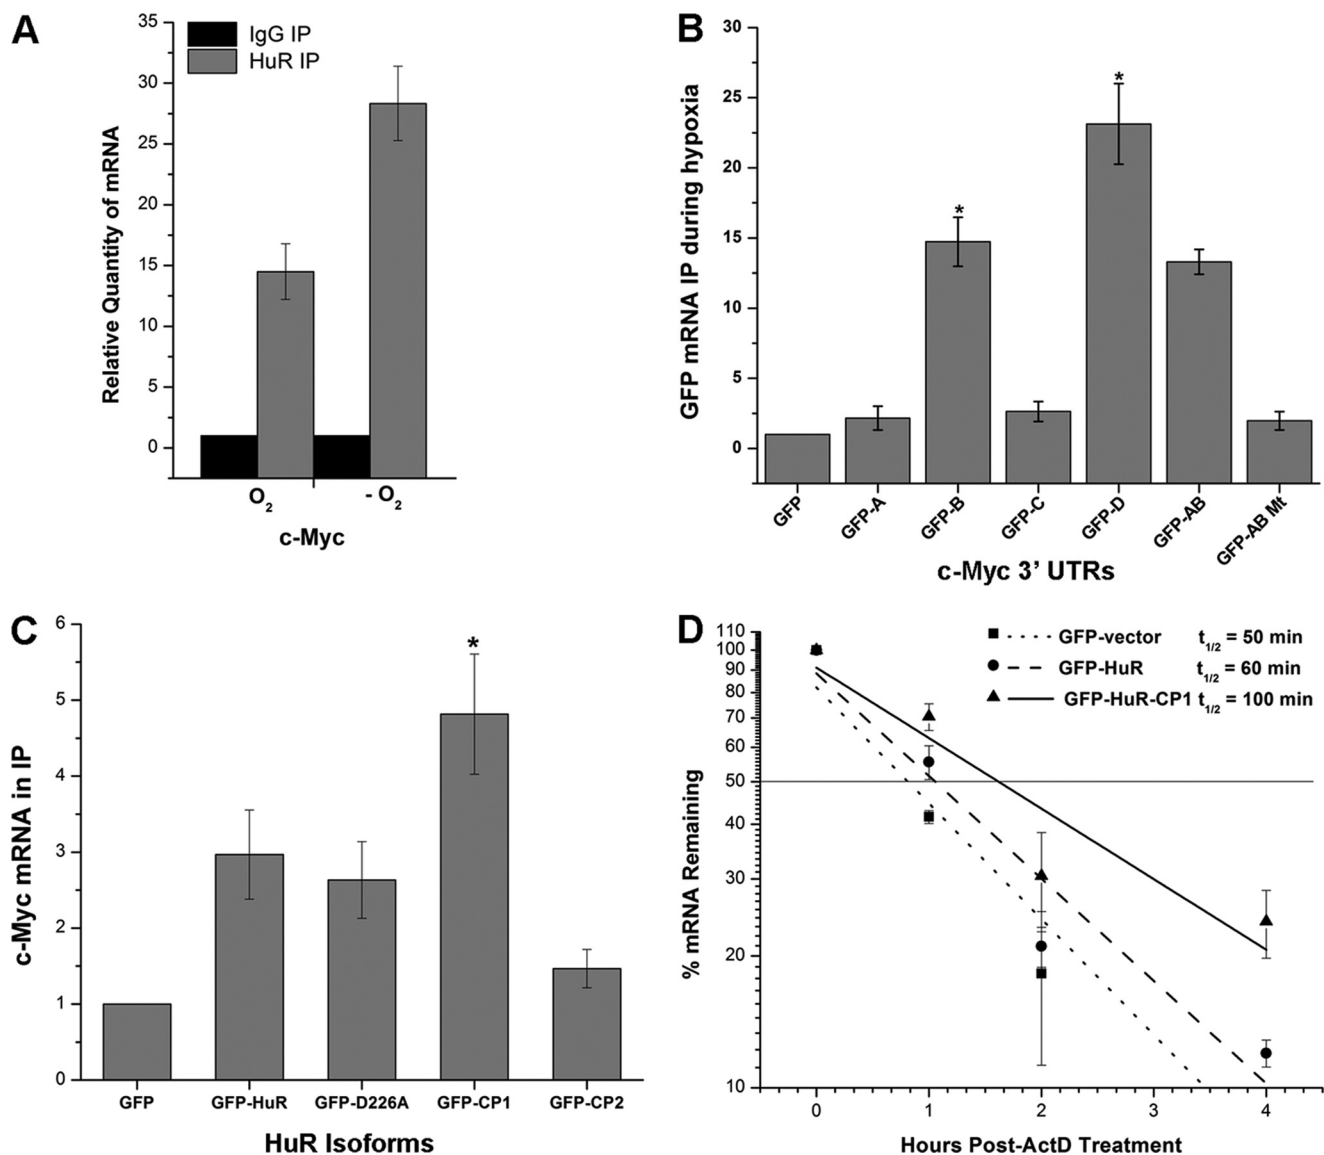 A
35
30
25
20
15
10
5
0
Relative Quantity of mRNA
IgG IP
HuR IP
O2
- O2
c-Myc
B
30
25
20
15
10
5
0
GFP mRNA IP during hypoxia
*
*
GFP
GFP-A
GFP-B
GFP-C
GFP-D
GFP-AB
GFP-AB Mt
c-Myc 3’ UTRs
C
6
5
4
3
2
1
0
c-Myc mRNA in IP
*
GFP
GFP-HuR
GFP-D226A
GFP-CP1
GFP-CP2
HuR Isoforms
D
110
100
90
80
70
60
50
40
30
20
10
% mRNA Remaining
GFP-vector t1/2 = 50 min
GFP-HuR t1/2 = 60 min
GFP-HuR-CP1 t1/2 = 100 min
0
1
2
3
4
Hours Post-ActD Treatment